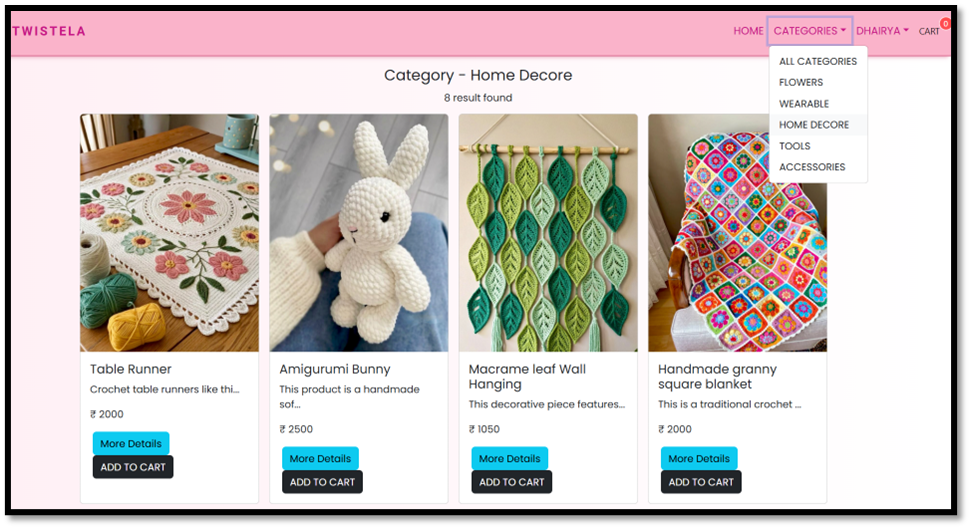 TWISTELA
HOME CATEGORIES DHAIRYA CART 0
ALL CATEGORIES
FLOWERS
WEARABLE
HOME DECORE
TOOLS
ACCESSORIES
Category - Home Decore
8 result found
Table Runner
Crochet table runners like thi...
₹ 2000
More Details
ADD TO CART
Amigurumi Bunny
This product is a handmade
sof...
₹ 2500
More Details
ADD TO CART
Macrame leaf Wall
Hanging
This decorative piece features...
₹ 1050
More Details
ADD TO CART
Handmade granny
square blanket
This is a traditional crochet ...
₹ 2000
More Details
ADD TO CART